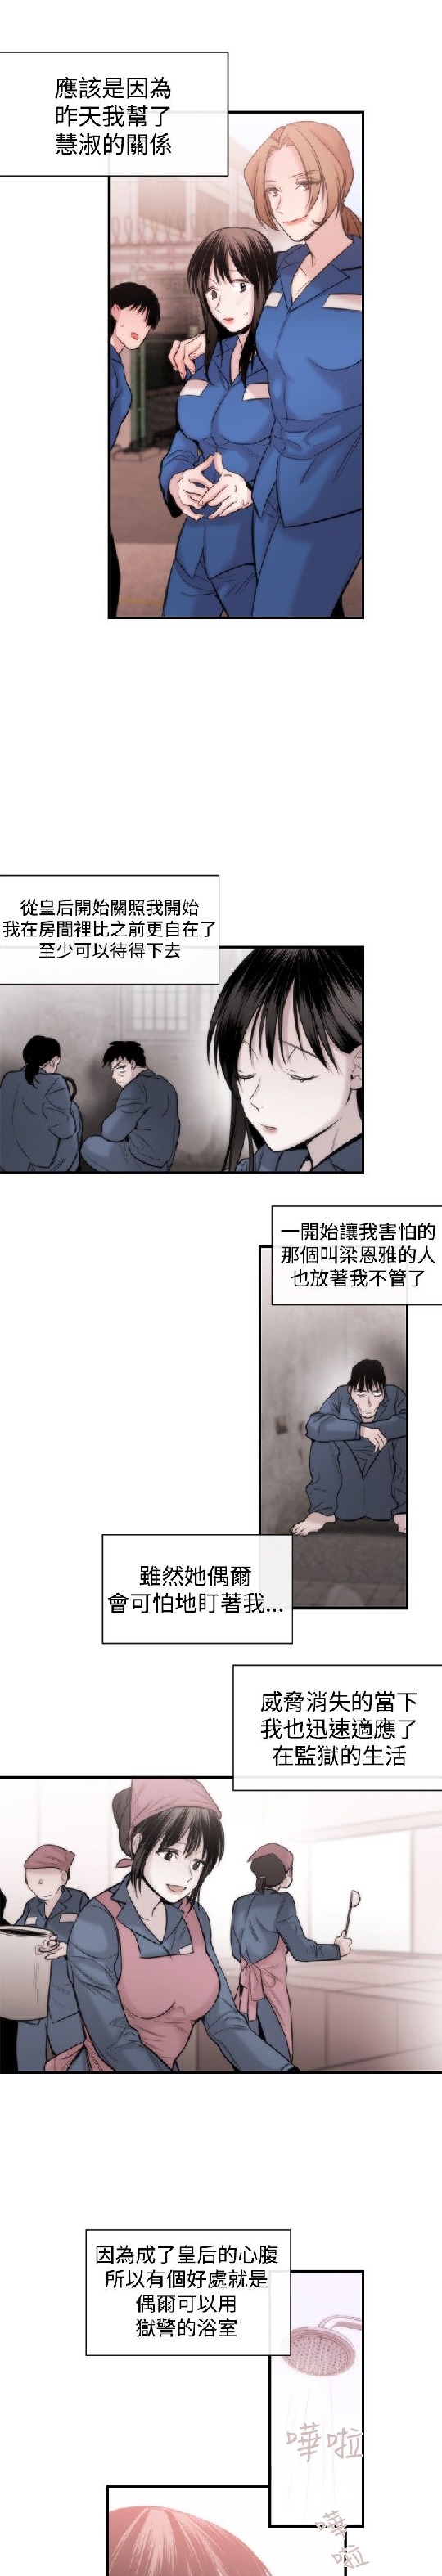 應該是因為
昨天我幫了
慧淑的關係
從皇后開始關照我開始
我在房間裡比之前更自在了
至少可以待得下去
一開始讓我害怕的
那個叫梁恩雅的人
也放著我不管了
雖然她偶爾
會可怕地盯著我...
威脅消失的當下
我也迅速適應了
在監獄的生活
因為成了皇后的心腹
所以有個好處就是
偶爾可以用
獄警的浴室
嘩啦
嘩
啦